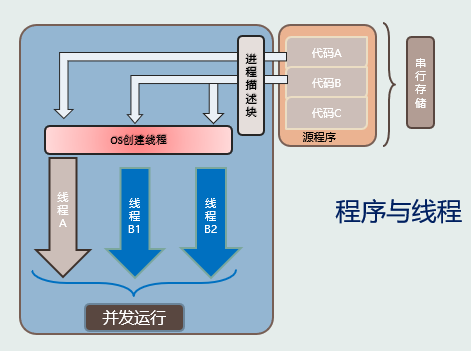 进程描述块
代码A
代码B
代码C
源程序
串行存储
OS创建线程
线程A
线程B1
线程B2
程序与线程
并发运行